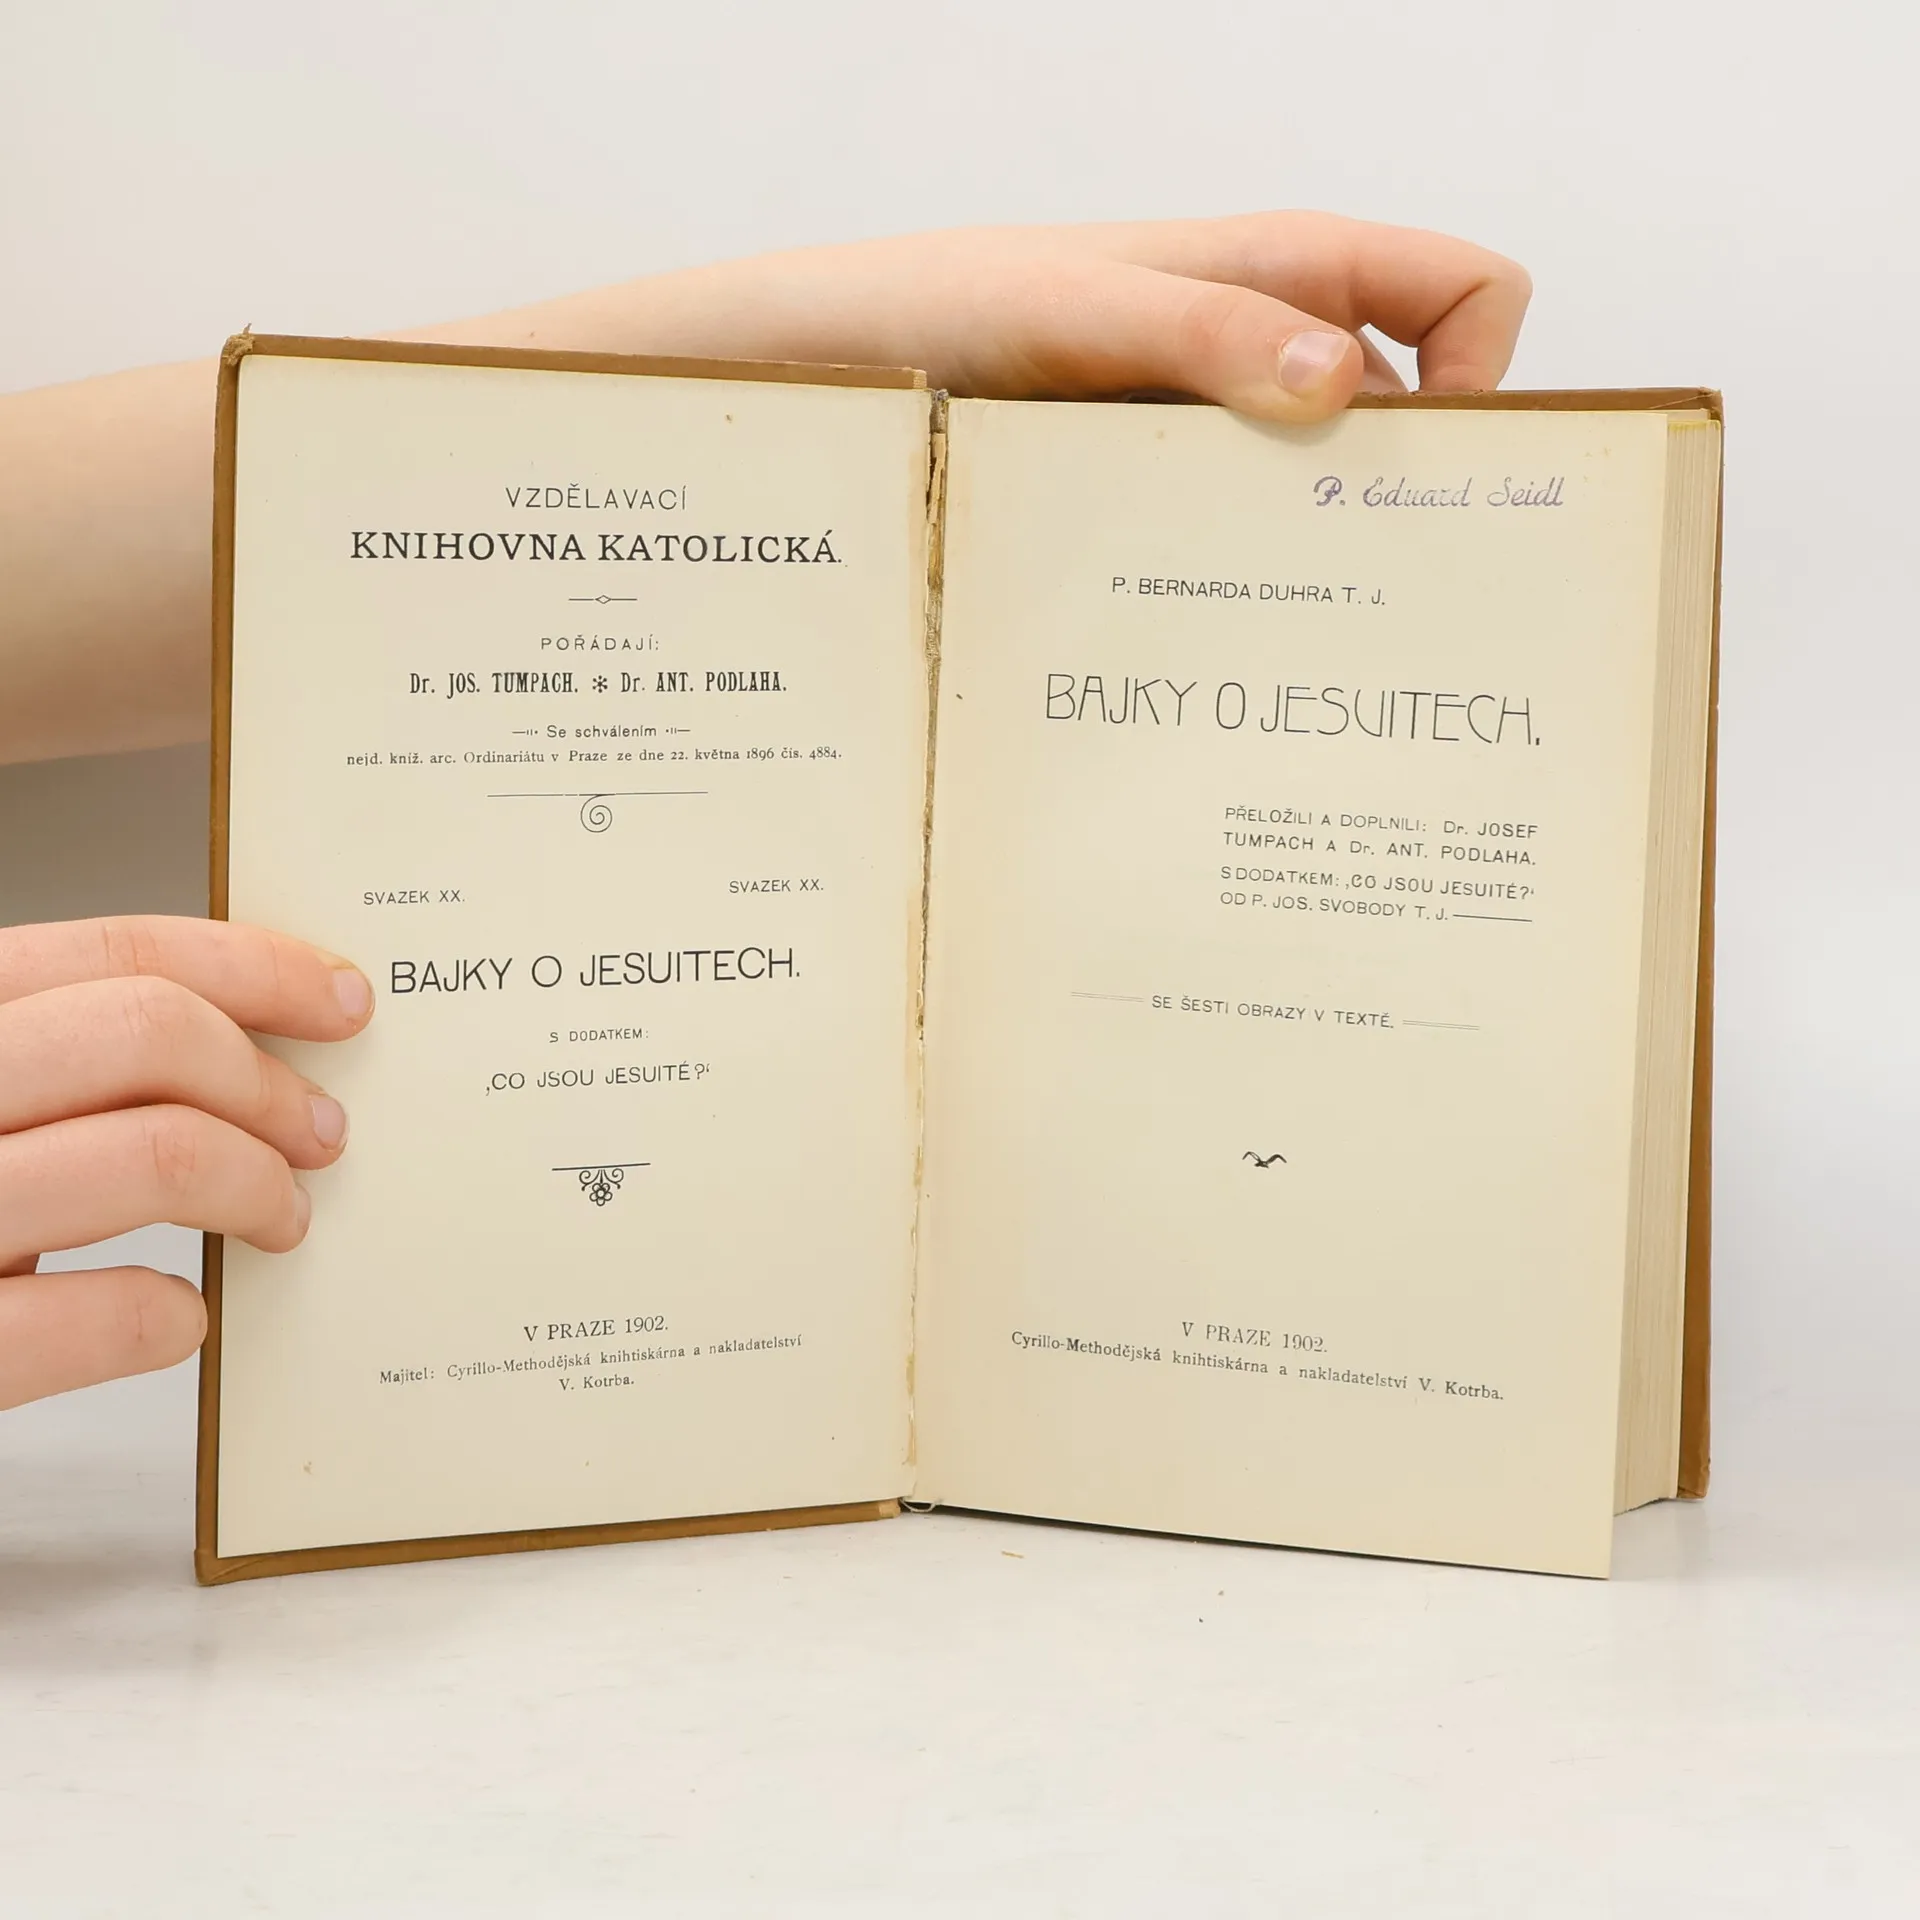 VZDĚLAVACÍ
KNIHOVNA KATOLICKÁ.
POŘÁDAJÍ:
Dr. JOS. TUMPACH. * Dr. ANT. PODLAHA.
Se schválením
nejd. kníž. arc. Ordinariátu v Praze ze dne 22. května 1896 čís. 4884.
SVAZEK XX. SVAZEK XX.
BAJKY O JESUITECH.
S DODATKEM:
‚CO JSOU JESUITÉ?‘
V PRAZE 1902.
Majitel: Cyrillo-Methodějská knihtiskárna a nakladatelství
V. Kotrba.
P. Eduard Seidl
P. BERNARDA DUHRA T. J.
BAJKY O JESUITECH.
PŘELOŽILI A DOPLNILI: Dr. JOSEF
TUMPACH A Dr. ANT. PODLAHA.
S DODATKEM: ‚CO JSOU JESUITÉ?‘
OD P. JOS. SVOBODY T. J.
SE ŠESTI OBRAZY V TEXTĚ.
V PRAZE 1902.
Cyrillo-Methodějská knihtiskárna a nakladatelství V. Kotrba.